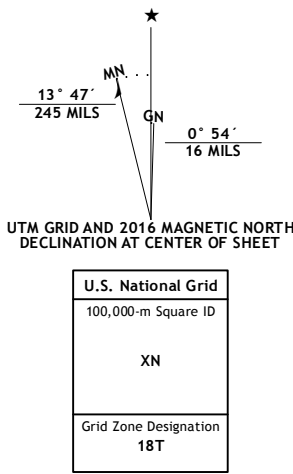 ★
MN
13° 47´
245 MILS
GN
0° 54´
16 MILS
UTM GRID AND 2016 MAGNETIC NORTH
DECLINATION AT CENTER OF SHEET
U.S. National Grid
100,000-m Square ID
XN
Grid Zone Designation
18T